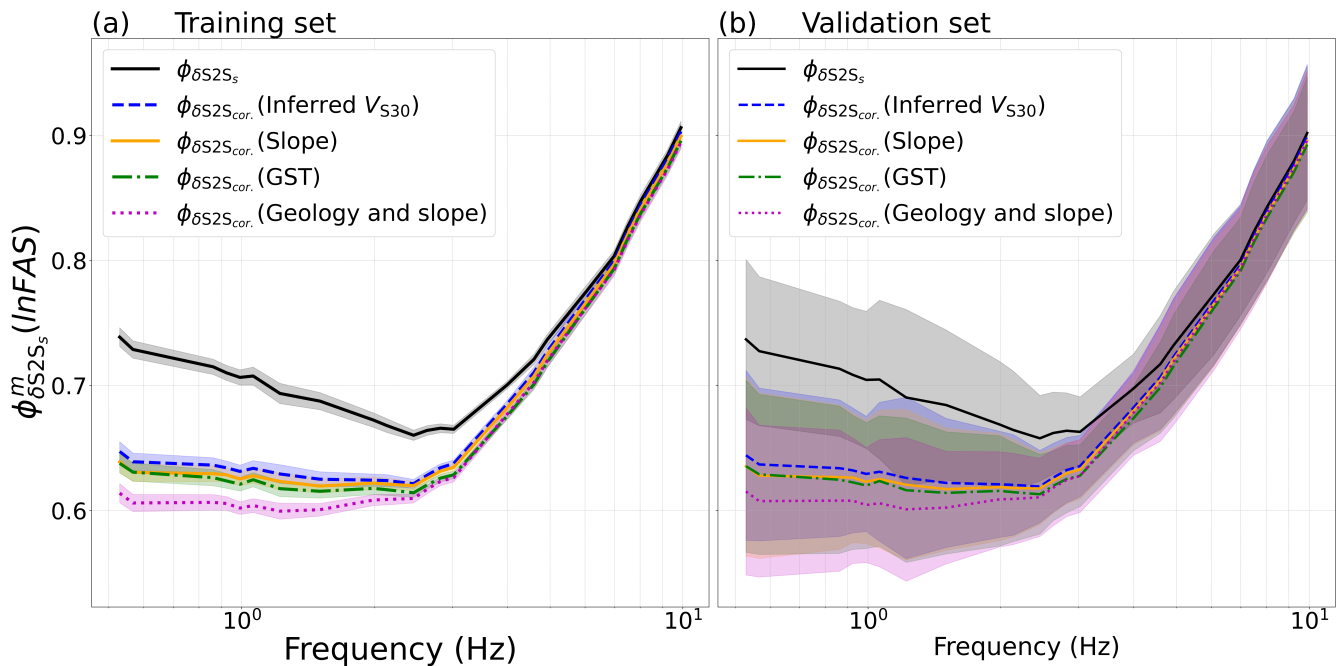 (a) Training set
ϕδS2Ss
ϕδS2Scor.(Inferred VS30)
ϕδS2Scor.(Slope)
ϕδS2Scor.(GST)
ϕδS2Scor.(Geology and slope)
0.9
0.8
0.7
0.6
ϕmδS2Ss(lnFAS)
10^0
10^1
Frequency (Hz)
(b) Validation set
ϕδS2Ss
ϕδS2Scor.(Inferred VS30)
ϕδS2Scor.(Slope)
ϕδS2Scor.(GST)
ϕδS2Scor.(Geology and slope)
10^0
10^1
Frequency (Hz)